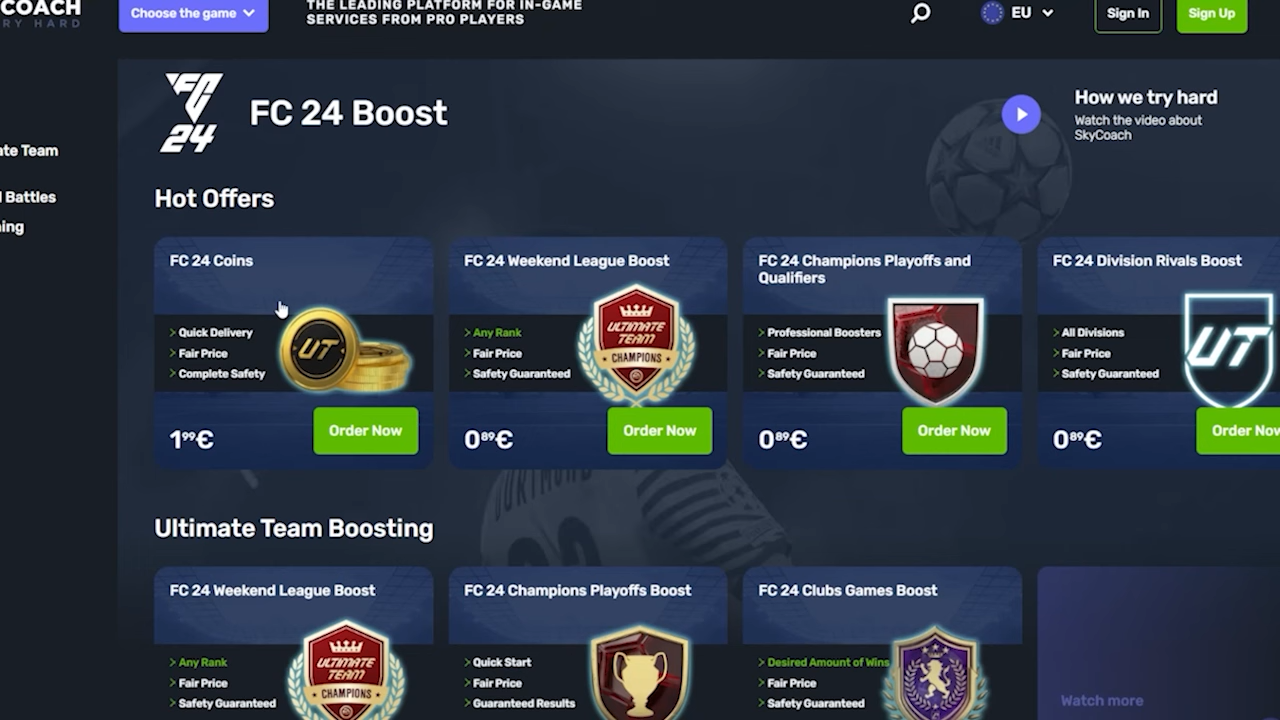 COACH
RY HARD
Choose the game
THE LEADING PLATFORM FOR IN-GAME
SERVICES FROM PRO PLAYERS
EU
Sign In
Sign Up
ate Team
l Battles
ing
FC
24
FC 24 Boost
How we try hard
Watch the video about
SkyCoach
Hot Offers
FC 24 Coins
Quick Delivery
Fair Price
Complete Safety
UT
1⁹⁹€
Order Now
FC 24 Weekend League Boost
Any Rank
Fair Price
Safety Guaranteed
ULTIMATE
TEAM
CHAMPIONS
0⁸⁹€
Order Now
FC 24 Champions Playoffs and
Qualifiers
Professional Boosters
Fair Price
Safety Guaranteed
0⁸⁹€
Order Now
FC 24 Division Rivals Boost
All Divisions
Fair Price
Safety Guaranteed
UT
0⁸⁹€
Order Now
DORTMUND
Ultimate Team Boosting
FC 24 Weekend League Boost
Any Rank
Fair Price
Safety Guaranteed
ULTIMATE
TEAM
CHAMPIONS
FC 24 Champions Playoffs Boost
Quick Start
Fair Price
Guaranteed Results
FC 24 Clubs Games Boost
Desired Amount of Wins
Fair Price
Safety Guaranteed
Watch more